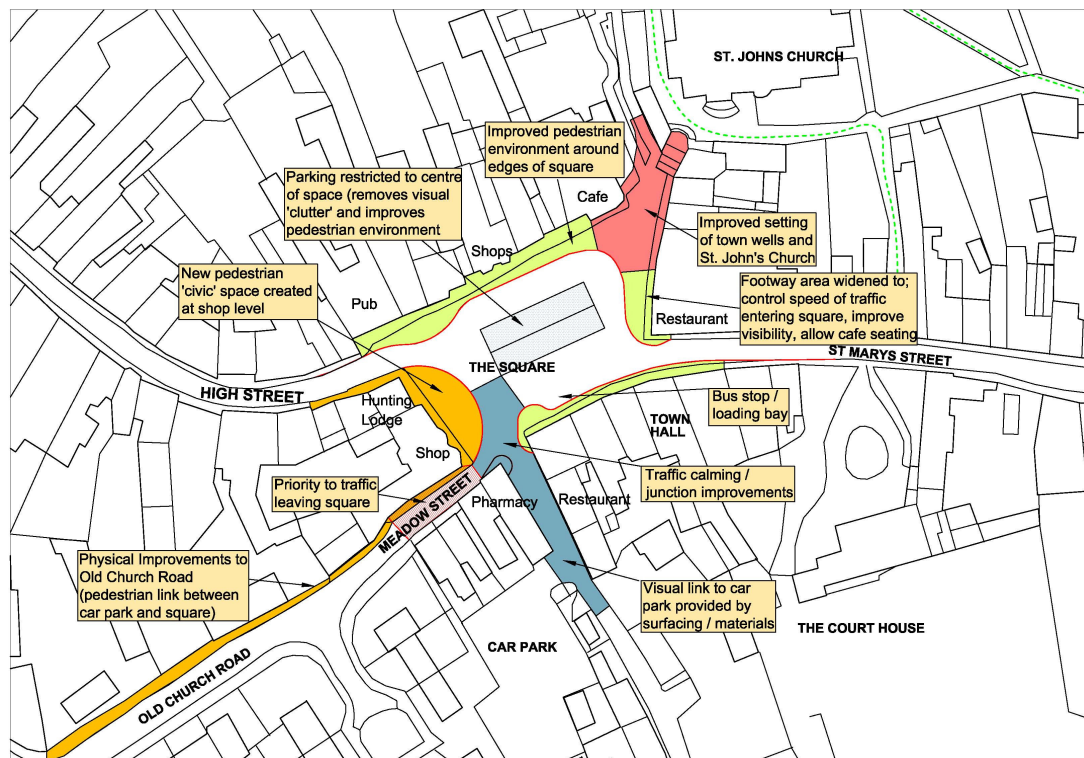 ST. JOHNS CHURCH
Improved pedestrian
environment around
edges of square
Parking restricted to centre
of space (removes visual
'clutter' and improves
pedestrian environment
Cafe
Improved setting
of town wells and
St. John's Church
Shops
New pedestrian
'civic' space created
at shop level
Footway area widened to;
control speed of traffic
entering square, improve
visibility, allow cafe seating
Pub
Restaurant
ST MARYS STREET
THE SQUARE
HIGH STREET
Hunting
Lodge
Bus stop /
loading bay
TOWN
HALL
Shop
Traffic calming /
junction improvements
Priority to traffic
leaving square
MEADOW STREET
Pharmacy
Restaurant
Physical Improvements to
Old Church Road
(pedestrian link between
car park and square)
Visual link to car
park provided by
surfacing / materials
THE COURT HOUSE
CAR PARK
OLD CHURCH ROAD